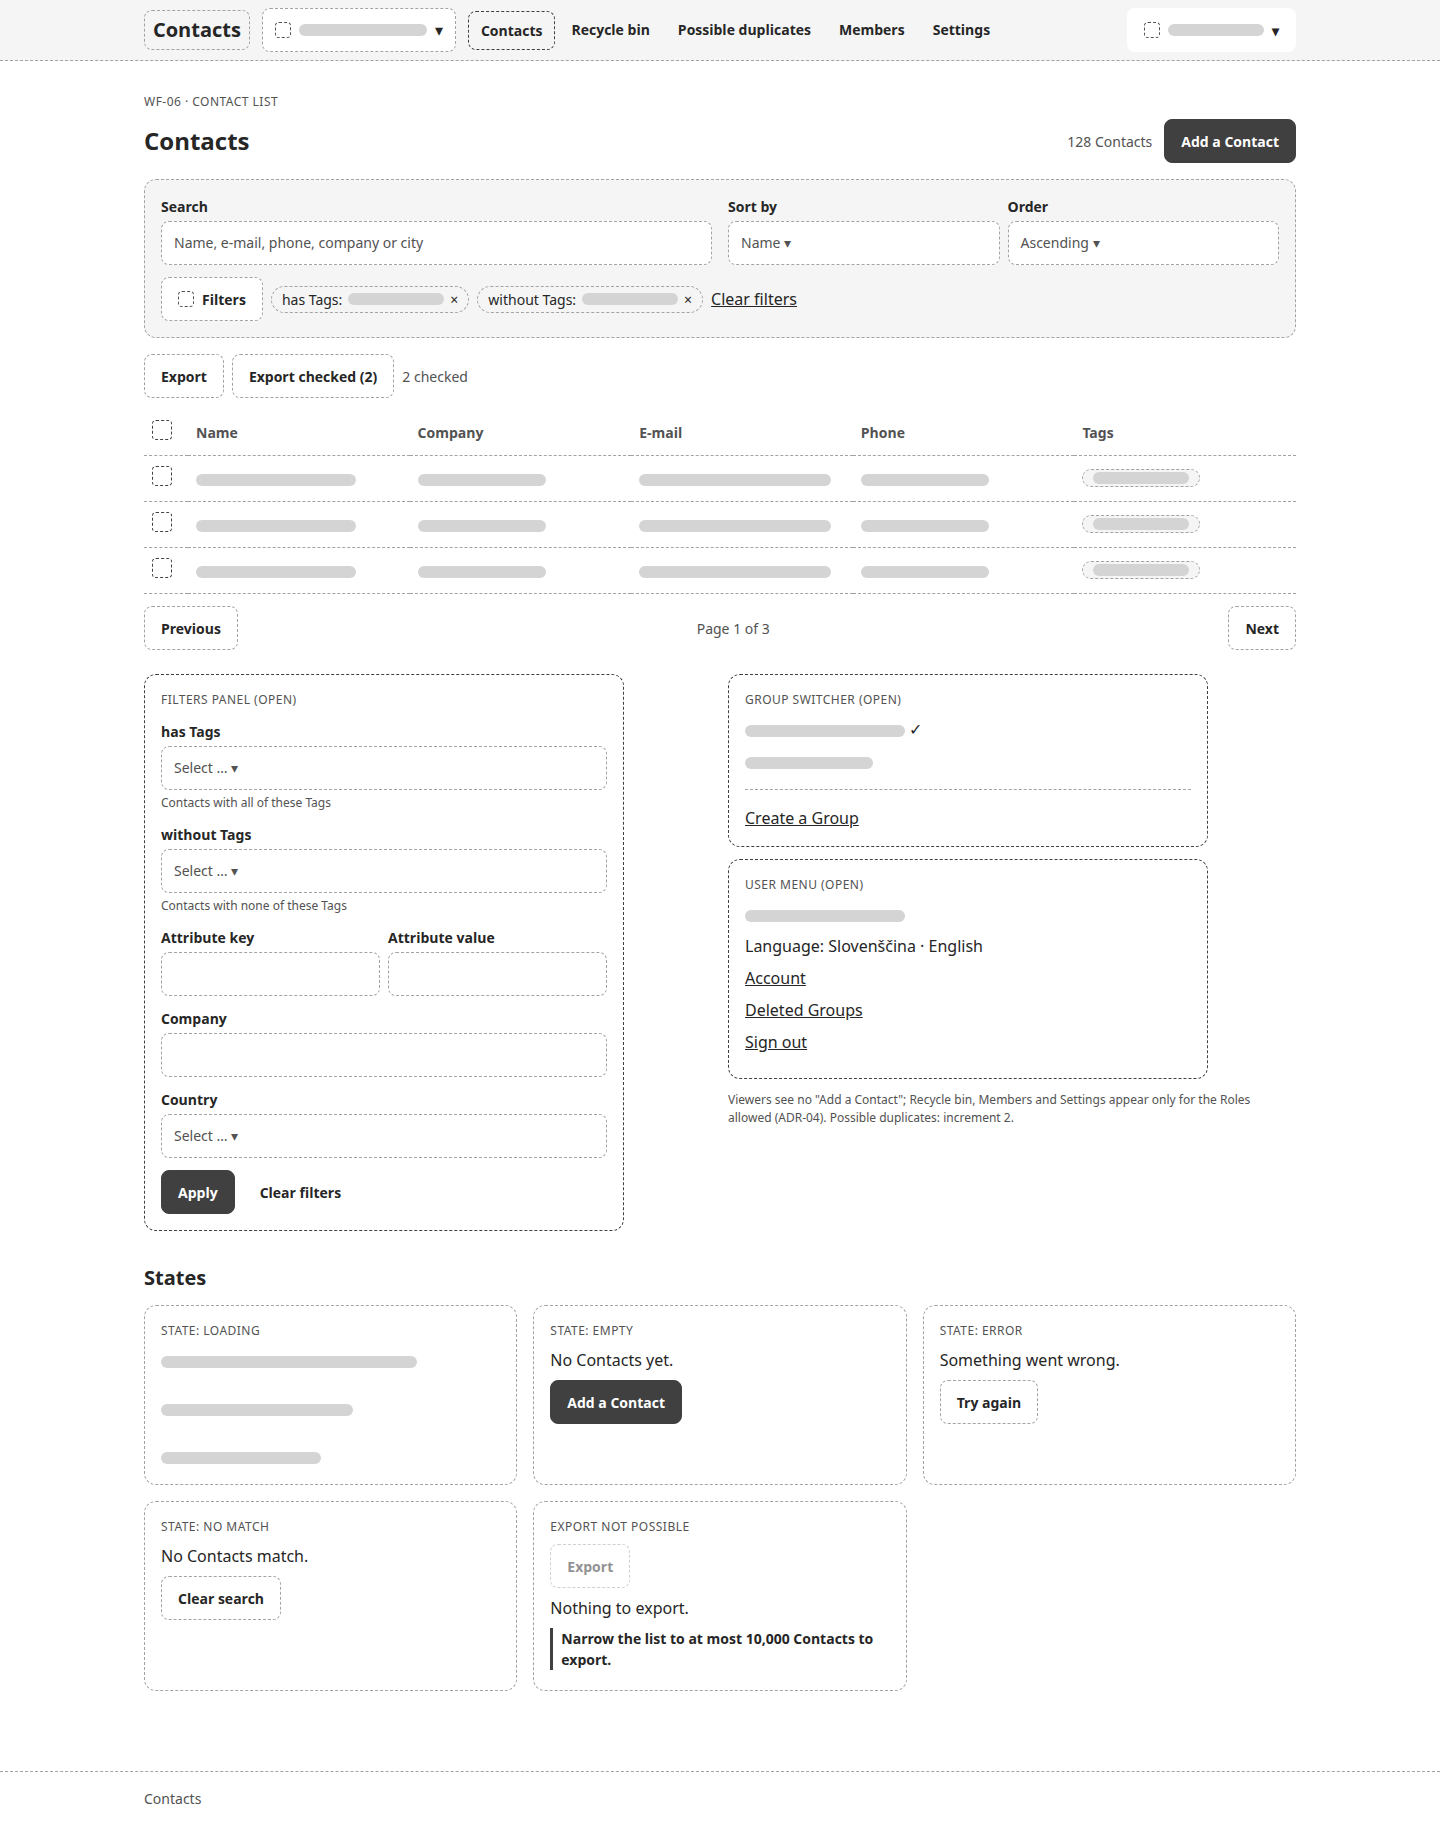 Contacts ▾ Contacts Recycle bin Possible duplicates Members Settings ▾
WF-06 · CONTACT LIST
Contacts 128 Contacts Add a Contact
Search Sort by Order
Name, e-mail, phone, company or city Name ▾ Ascending ▾
Filters has Tags: × without Tags: × Clear filters
Export Export checked (2) 2 checked
Name Company E-mail Phone Tags
Previous Page 1 of 3 Next
FILTERS PANEL (OPEN)
has Tags
Select ... ▾
Contacts with all of these Tags
without Tags
Select ... ▾
Contacts with none of these Tags
Attribute key Attribute value
Company
Country
Select ... ▾
Apply Clear filters
GROUP SWITCHER (OPEN)
✓
Create a Group
USER MENU (OPEN)
Language: Slovenščina · English
Account
Deleted Groups
Sign out
Viewers see no "Add a Contact"; Recycle bin, Members and Settings appear only for the Roles
allowed (ADR-04). Possible duplicates: increment 2.
States
STATE: LOADING
STATE: EMPTY
No Contacts yet.
Add a Contact
STATE: ERROR
Something went wrong.
Try again
STATE: NO MATCH
No Contacts match.
Clear search
EXPORT NOT POSSIBLE
Export
Nothing to export.
Narrow the list to at most 10,000 Contacts to
export.
Contacts